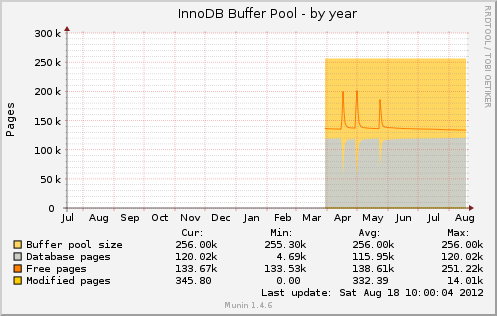 InnoDB Buffer Pool - by year
RRDTOOL / TOBI OETIKER
Pages
300 k
250 k
200 k
150 k
100 k
50 k
0
Jul Aug Sep Oct Nov Dec Jan Feb Mar Apr May Jun Jul Aug
Cur: Min: Avg: Max:
Buffer pool size 256.00k 255.30k 256.00k 256.00k
Database pages 120.02k 4.69k 115.95k 120.02k
Free pages 133.67k 133.53k 138.61k 251.22k
Modified pages 345.80 0.00 332.39 14.01k
Last update: Sat Aug 18 10:00:04 2012
Munin 1.4.6